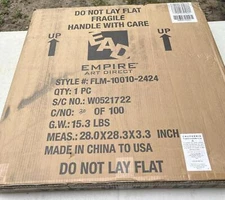 DO NOT LAY FLAT
FRAGILE
HANDLE WITH CARE
UP UP
EAD
EMPIRE
ART DIRECT
STYLE #: FLM-10010-2424
QTY: 1 PC
S/C NO.: W0521722
C/NO: OF 100
G.W.: 15.3 LBS
MEAS.: 28.0X28.3X3.3 INCH
MADE IN CHINA TO USA
DO NOT LAY FLAT